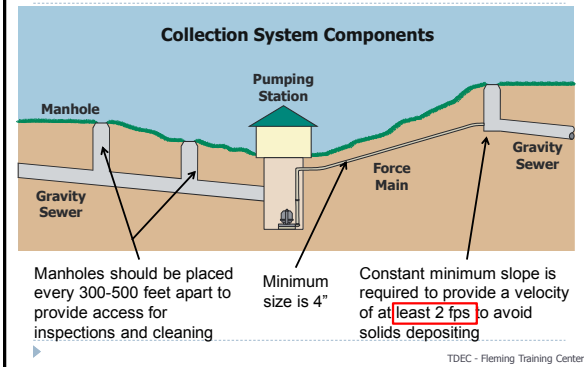 Collection System Components
Pumping
Station
Manhole
Gravity
Sewer
Force
Main
Gravity
Sewer
Manholes should be placed
every 300-500 feet apart to
provide access for
inspections and cleaning
Minimum
size is 4”
Constant minimum slope is
required to provide a velocity
of at least 2 fps to avoid
solids depositing
TDEC - Fleming Training Center